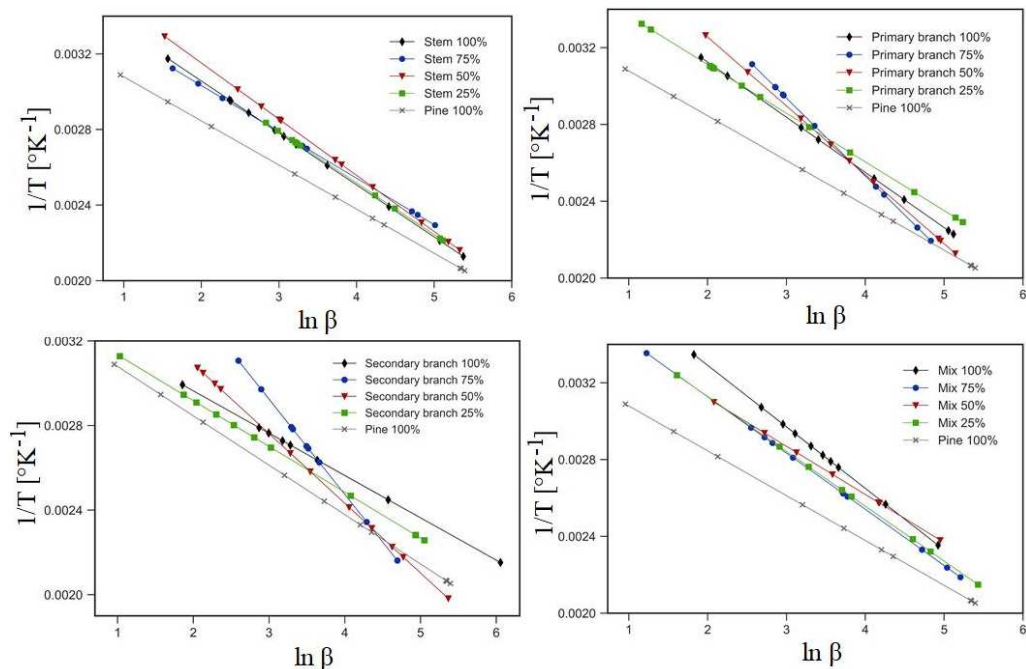 0.0032
0.0028
0.0024
0.0020
1/T [°K-1]
1 2 3 4 5 6
ln β
Stem 100%
Stem 75%
Stem 50%
Stem 25%
Pine 100%
0.0032
0.0028
0.0024
0.0020
1/T [°K-1]
1 2 3 4 5 6
ln β
Primary branch 100%
Primary branch 75%
Primary branch 50%
Primary branch 25%
Pine 100%
0.0032
0.0028
0.0024
0.0020
1/T [°K-1]
1 2 3 4 5 6
ln β
Secondary branch 100%
Secondary branch 75%
Secondary branch 50%
Secondary branch 25%
Pine 100%
0.0032
0.0028
0.0024
0.0020
1/T [°K-1]
1 2 3 4 5 6
ln β
Mix 100%
Mix 75%
Mix 50%
Mix 25%
Pine 100%